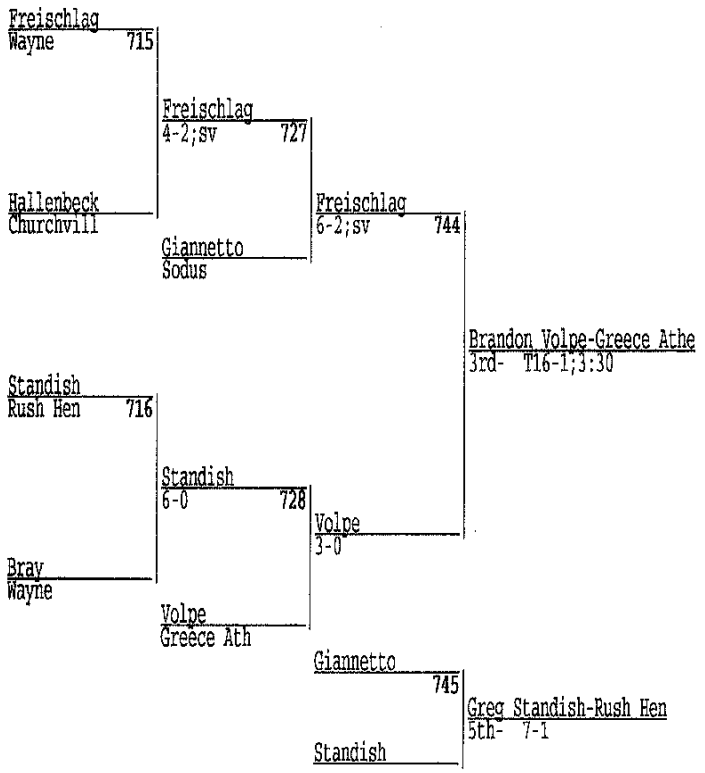 Freischlag
Wayne 715
Freischlag
4-2;sv 727
Hallenbeck
Churchvill
Freischlag
6-2;sv 744
Giannetto
Sodus
Brandon Volpe-Greece Athe
3rd- T16-1;3:30
Standish
Rush Hen 716
Standish
6-0 728
Volpe
3-0
Bray
Wayne
Volpe
Greece Ath
Giannetto
745
Greg Standish-Rush Hen
5th- 7-1
Standish